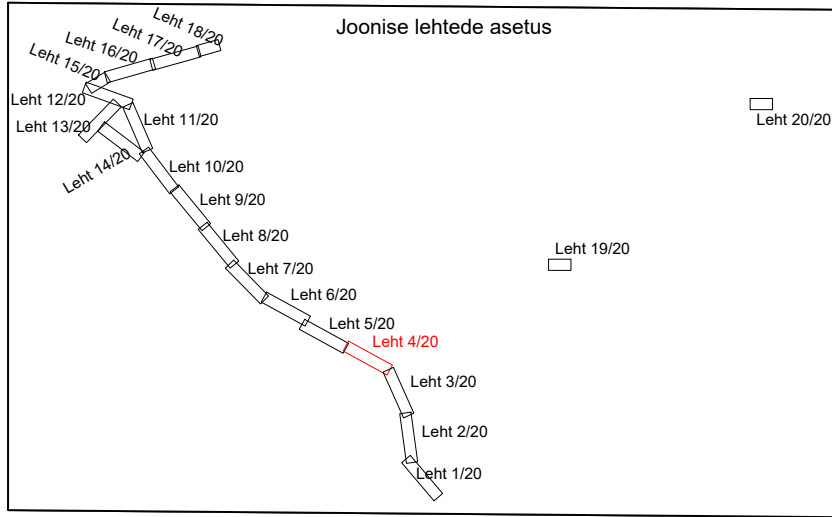 Joonise lehtede asetus
Leht 18/20
Leht 17/20
Leht 16/20
Leht 15/20
Leht 12/20
Leht 11/20
Leht 13/20
Leht 14/20
Leht 10/20
Leht 9/20
Leht 8/20
Leht 7/20
Leht 6/20
Leht 5/20
Leht 4/20
Leht 3/20
Leht 2/20
Leht 1/20
Leht 20/20
Leht 19/20